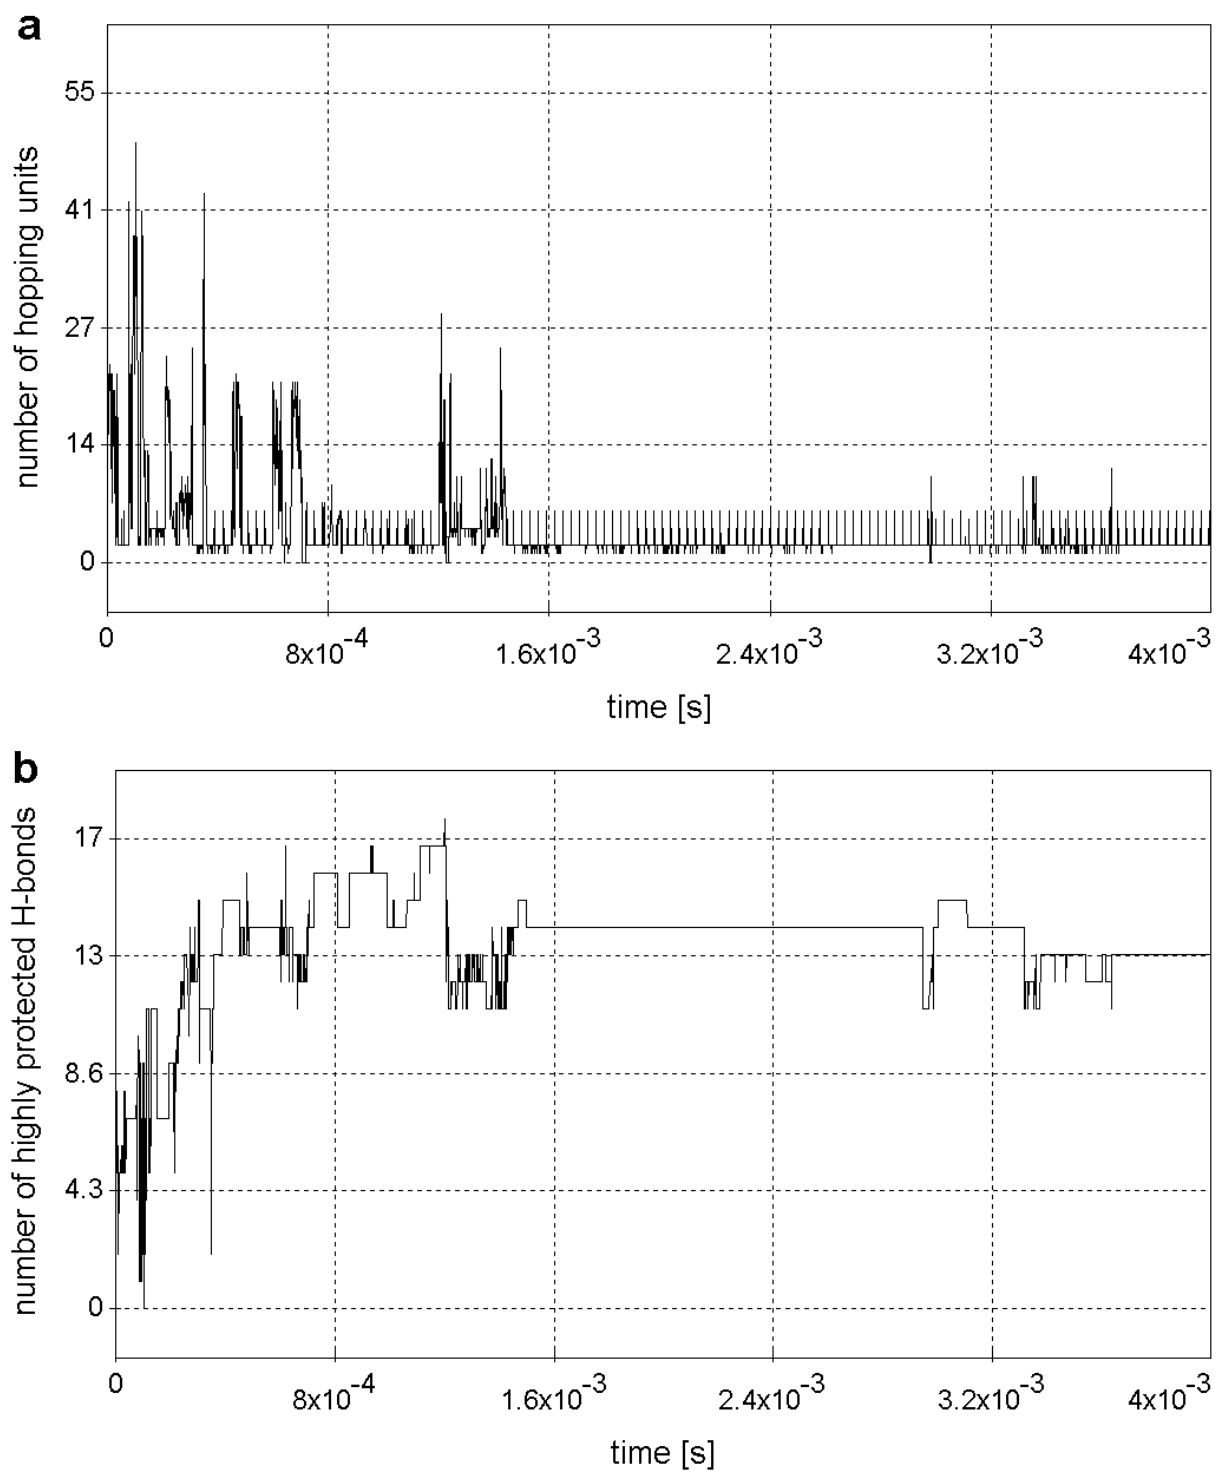 a
number of hopping units
55
41
27
14
0
0
8x10⁻⁴
1.6x10⁻³
2.4x10⁻³
3.2x10⁻³
4x10⁻³
time [s]
b
number of highly protected H-bonds
17
13
8.6
4.3
0
0
8x10⁻⁴
1.6x10⁻³
2.4x10⁻³
3.2x10⁻³
4x10⁻³
time [s]